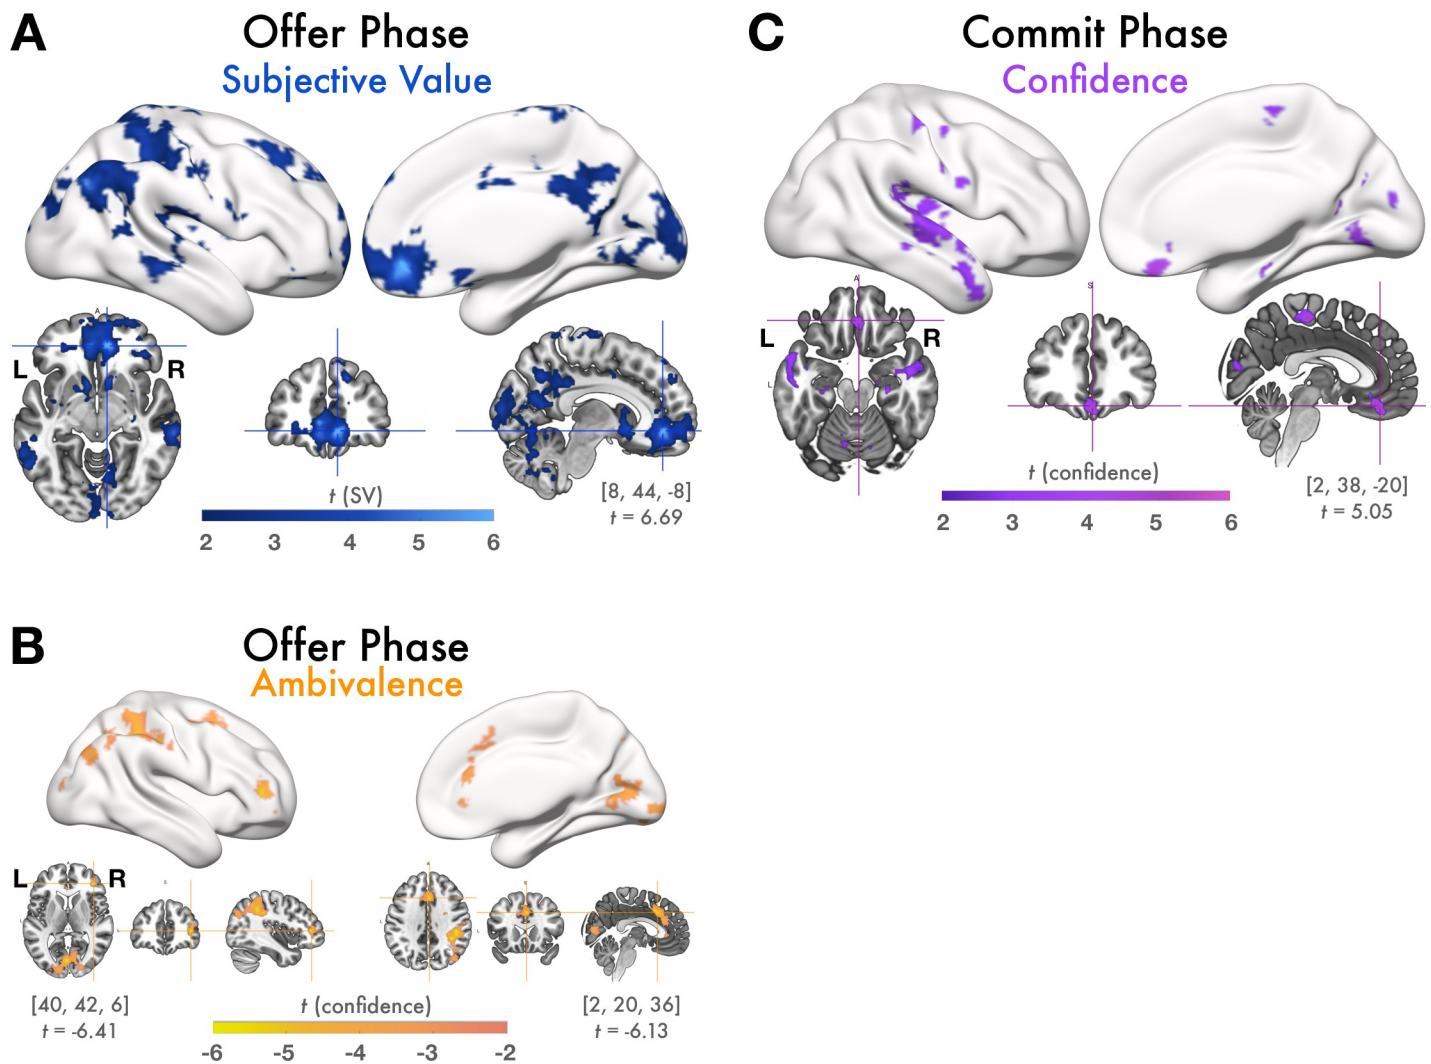 A
Offer Phase
Subjective Value
A
L
R
t (SV)
2 3 4 5 6
[8, 44, -8]
t = 6.69
C
Commit Phase
Confidence
A
S
L
R
L
t (confidence)
2 3 4 5 6
[2, 38, -20]
t = 5.05
B
Offer Phase
Ambivalence
L
R
[40, 42, 6]
t = -6.41
t (confidence)
-6 -5 -4 -3 -2
[2, 20, 36]
t = -6.13